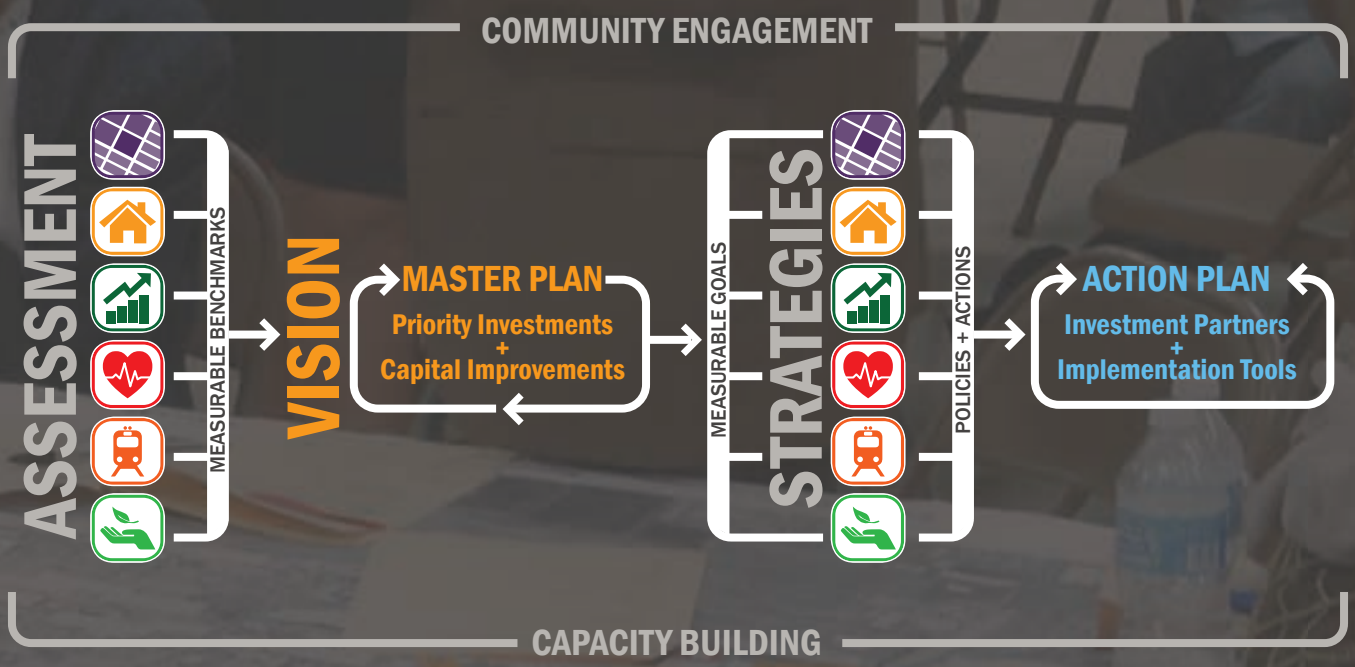 COMMUNITY ENGAGEMENT
ASSESSMENT
MEASURABLE BENCHMARKS
VISION
MASTER PLAN
Priority Investments
+
Capital Improvements
MEASURABLE GOALS
STRATEGIES
POLICIES + ACTIONS
ACTION PLAN
Investment Partners
+
Implementation Tools
CAPACITY BUILDING